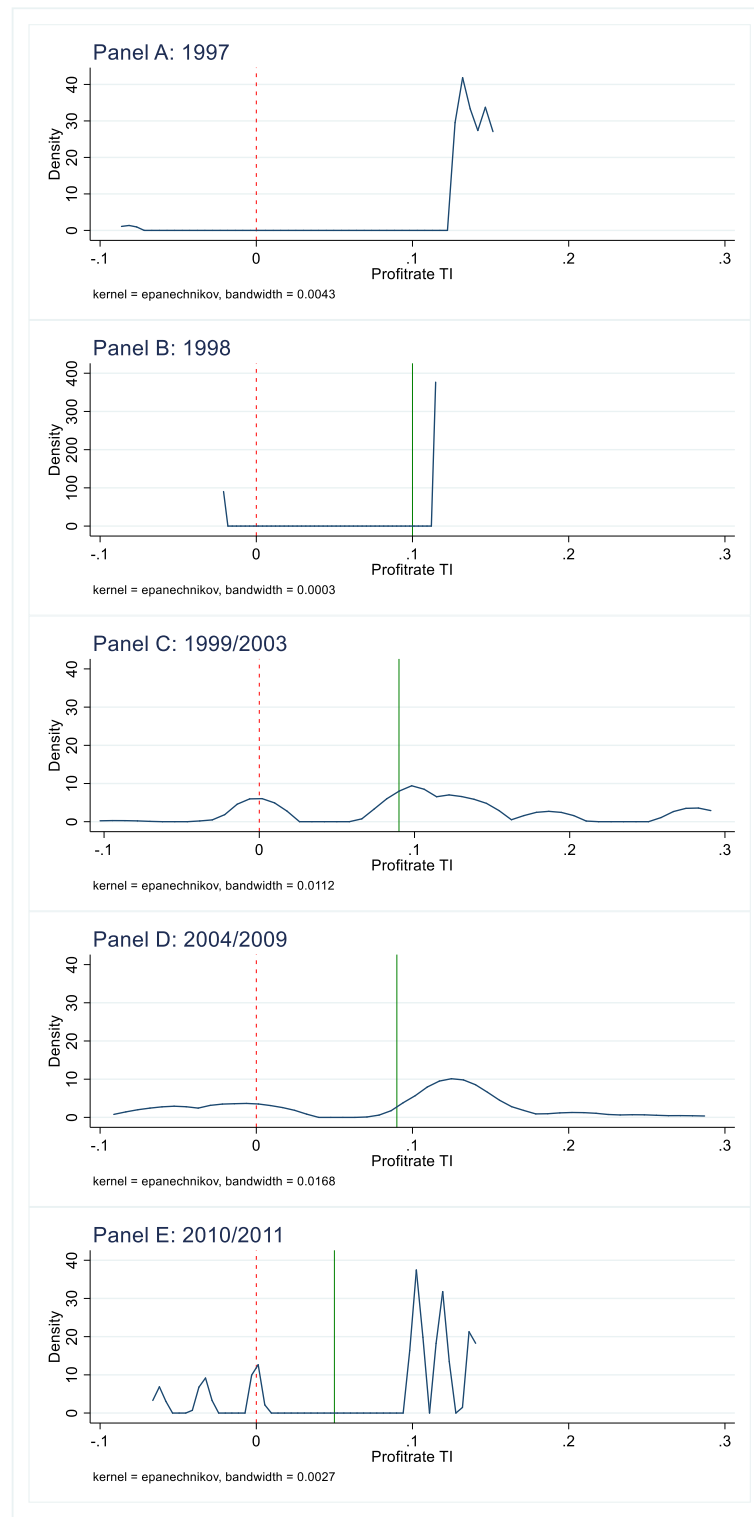 Panel A: 1997
40
30
20
10
0
Density
-.1 0 .1 .2 .3
Profitrate TI
kernel = epanechnikov, bandwidth = 0.0043
Panel B: 1998
400
300
200
100
0
Density
-.1 0 .1 .2 .3
Profitrate TI
kernel = epanechnikov, bandwidth = 0.0003
Panel C: 1999/2003
40
30
20
10
0
Density
-.1 0 .1 .2 .3
Profitrate TI
kernel = epanechnikov, bandwidth = 0.0112
Panel D: 2004/2009
40
30
20
10
0
Density
-.1 0 .1 .2 .3
Profitrate TI
kernel = epanechnikov, bandwidth = 0.0168
Panel E: 2010/2011
40
30
20
10
0
Density
-.1 0 .1 .2 .3
Profitrate TI
kernel = epanechnikov, bandwidth = 0.0027